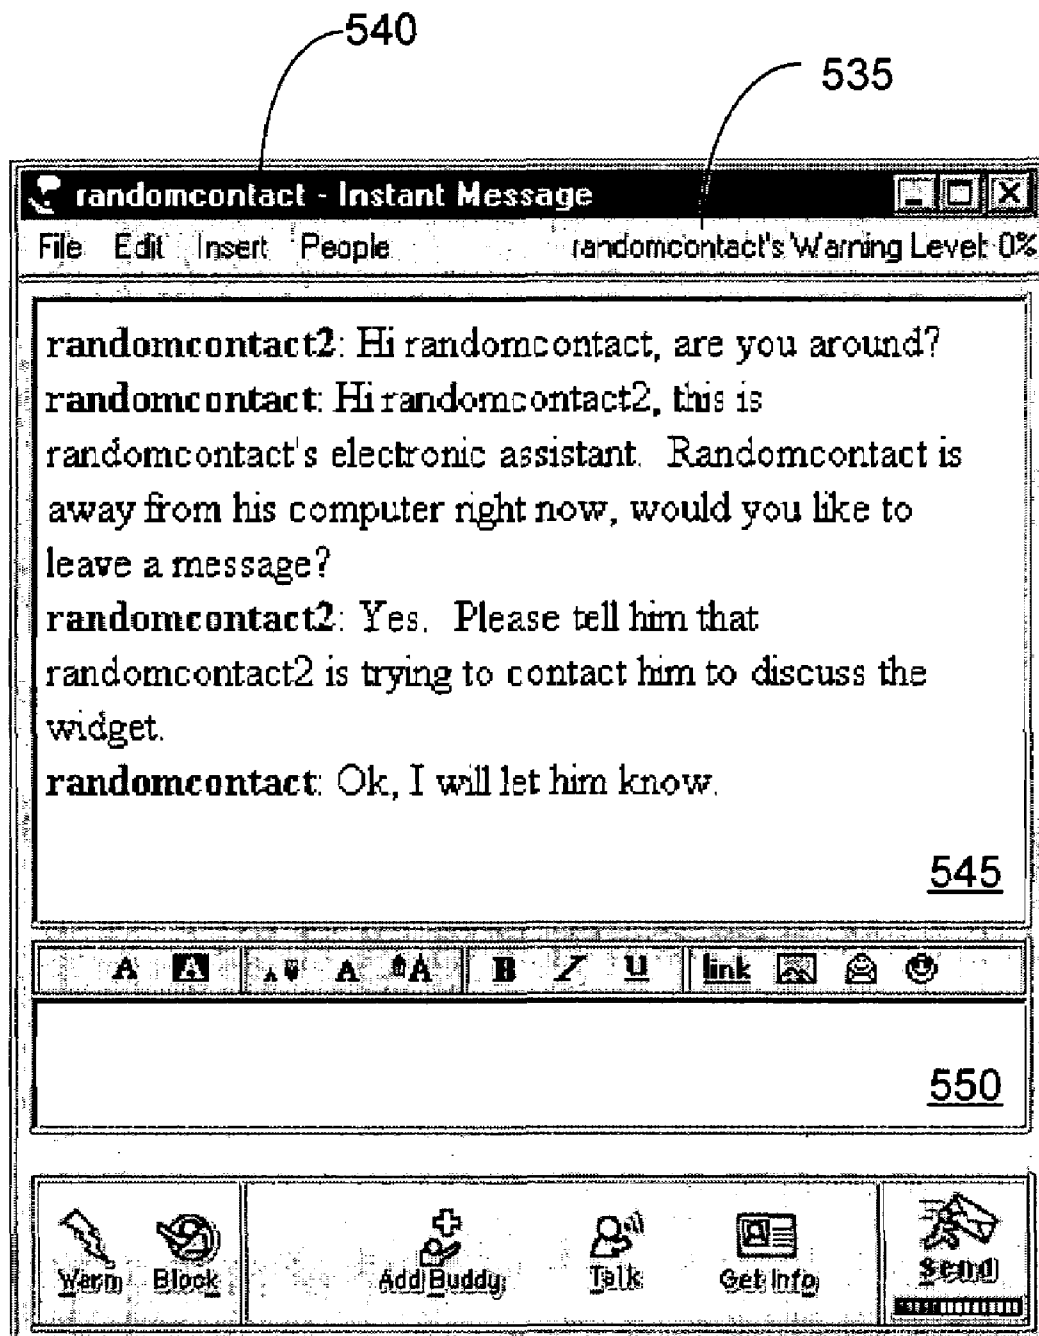 540
535
randomcontact - Instant Message
File Edit Insert People randomcontact's Warning Level: 0%
randomcontact2: Hi randomcontact, are you around?
randomcontact: Hi randomcontact2, this is
randomcontact's electronic assistant. Randomcontact is
away from his computer right now, would you like to
leave a message?
randomcontact2: Yes. Please tell him that
randomcontact2 is trying to contact him to discuss the
widget.
randomcontact: Ok, I will let him know.
545
A A A A A B I U link
550
Warn Block Add Buddy Talk Get Info Send